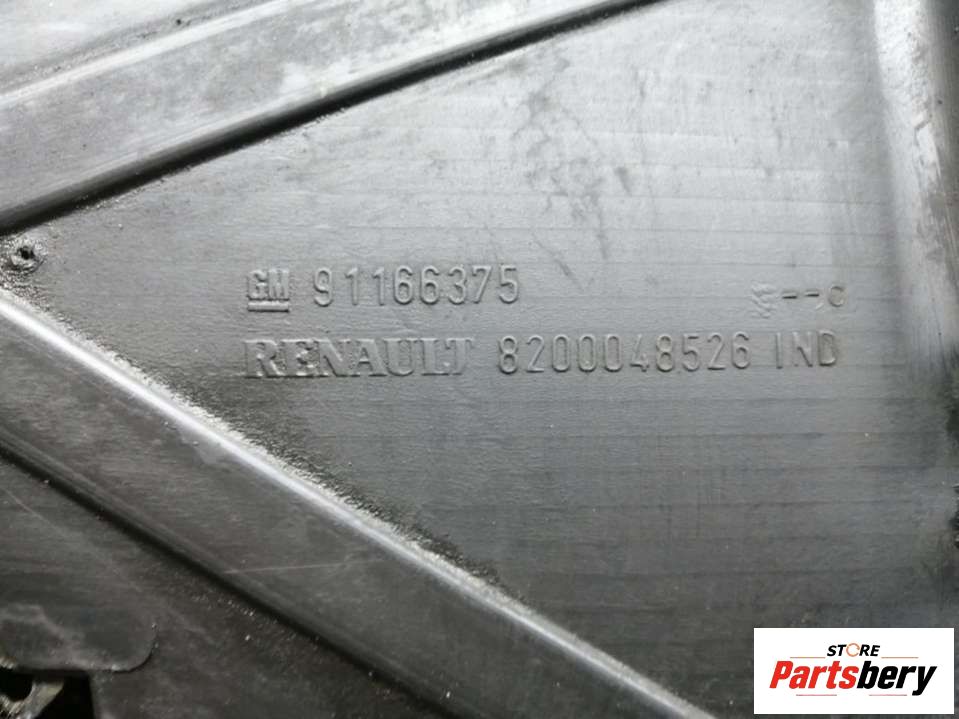 GM 91166375 --C
RENAULT 8200048526 IND
STORE
Partsbery